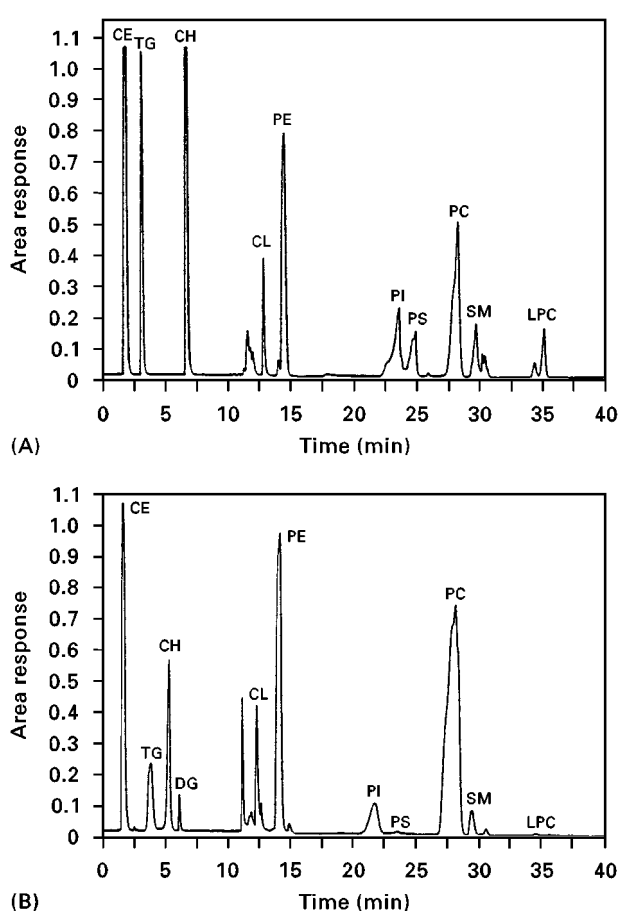 1.1
1.0
0.9
0.8
0.7
0.6
0.5
0.4
0.3
0.2
0.1
0
Area response
CE TG CH
PE
CL
PI
PS
PC
SM
LPC
0 5 10 15 20 25 30 35 40
(A) Time (min)
1.1
1.0
0.9
0.8
0.7
0.6
0.5
0.4
0.3
0.2
0.1
0
Area response
CE
TG
CH
DG
CL
PE
PI
PS
PC
SM
LPC
0 5 10 15 20 25 30 35 40
(B) Time (min)